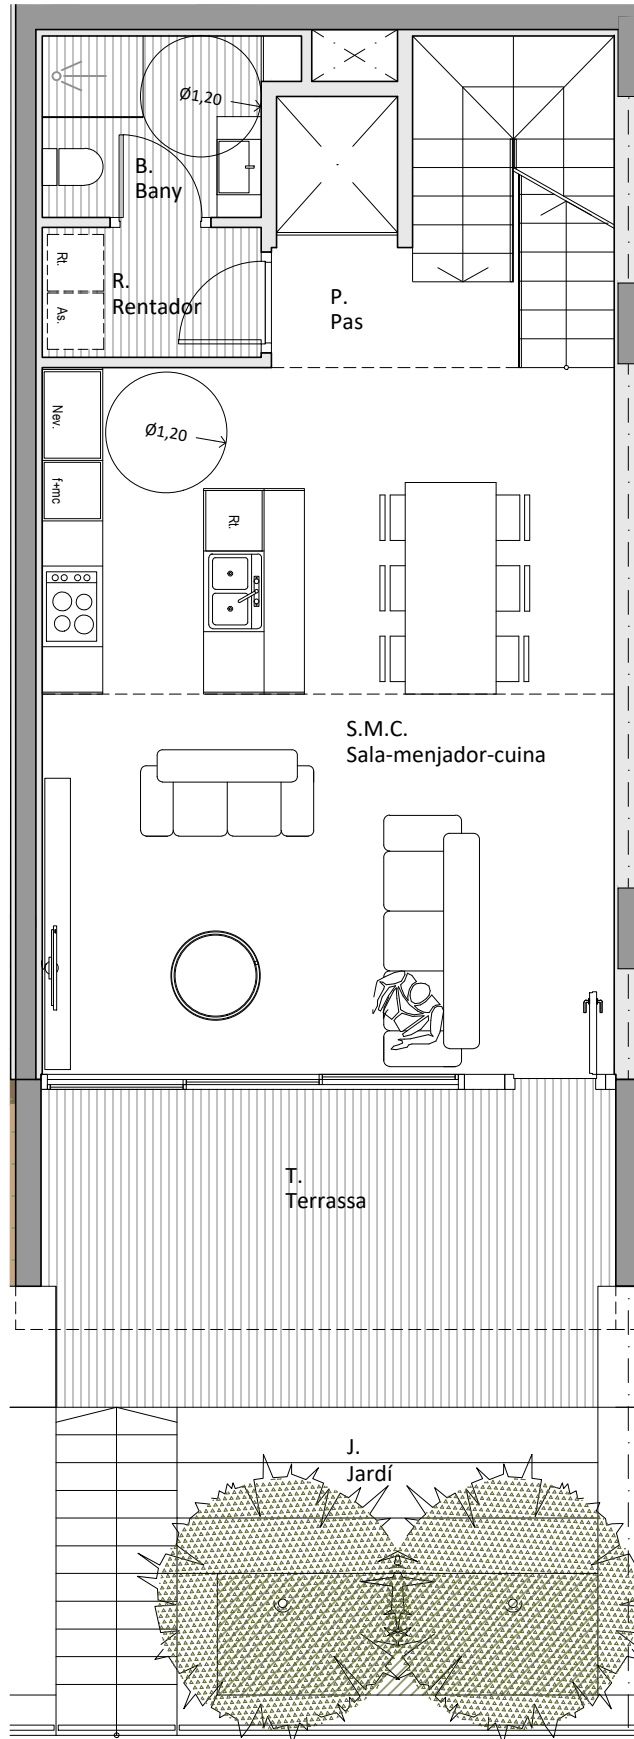 Ø1,20
B.
Bany
Rt.
As.
R.
Rentador
P.
Pas
Nev.
f+mc
Ø1,20
Rt.
S.M.C.
Sala-menjador-cuina
T.
Terrassa
J.
Jardí